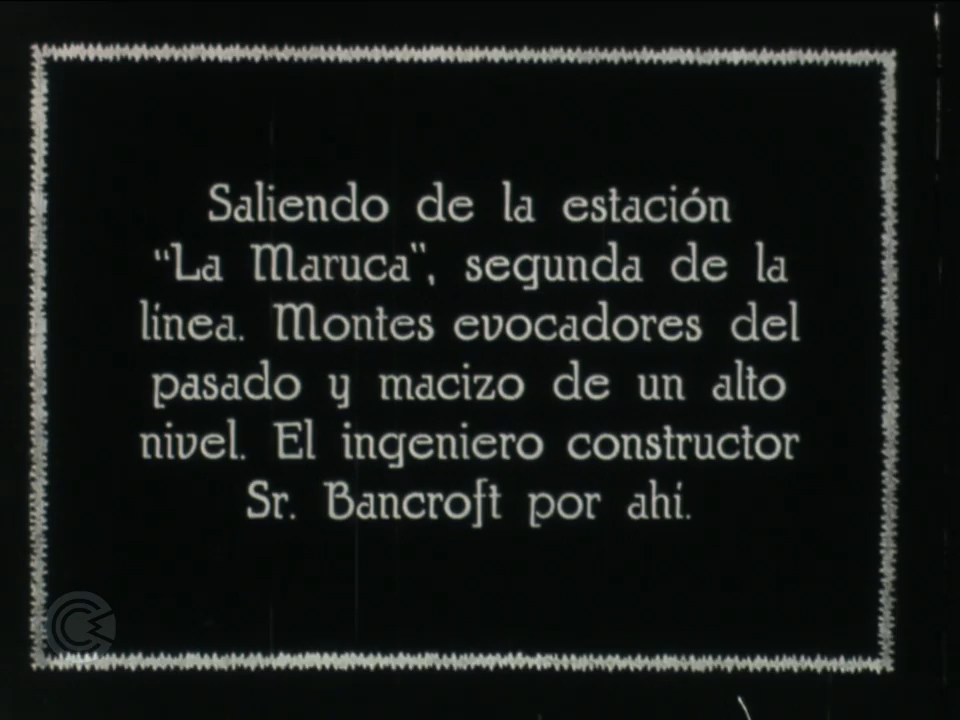 Saliendo de la estación
"La Maruca", segunda de la
línea. Montes evocadores del
pasado y macizo de un alto
nivel. El ingeniero constructor
Sr. Bancroft por ahí.